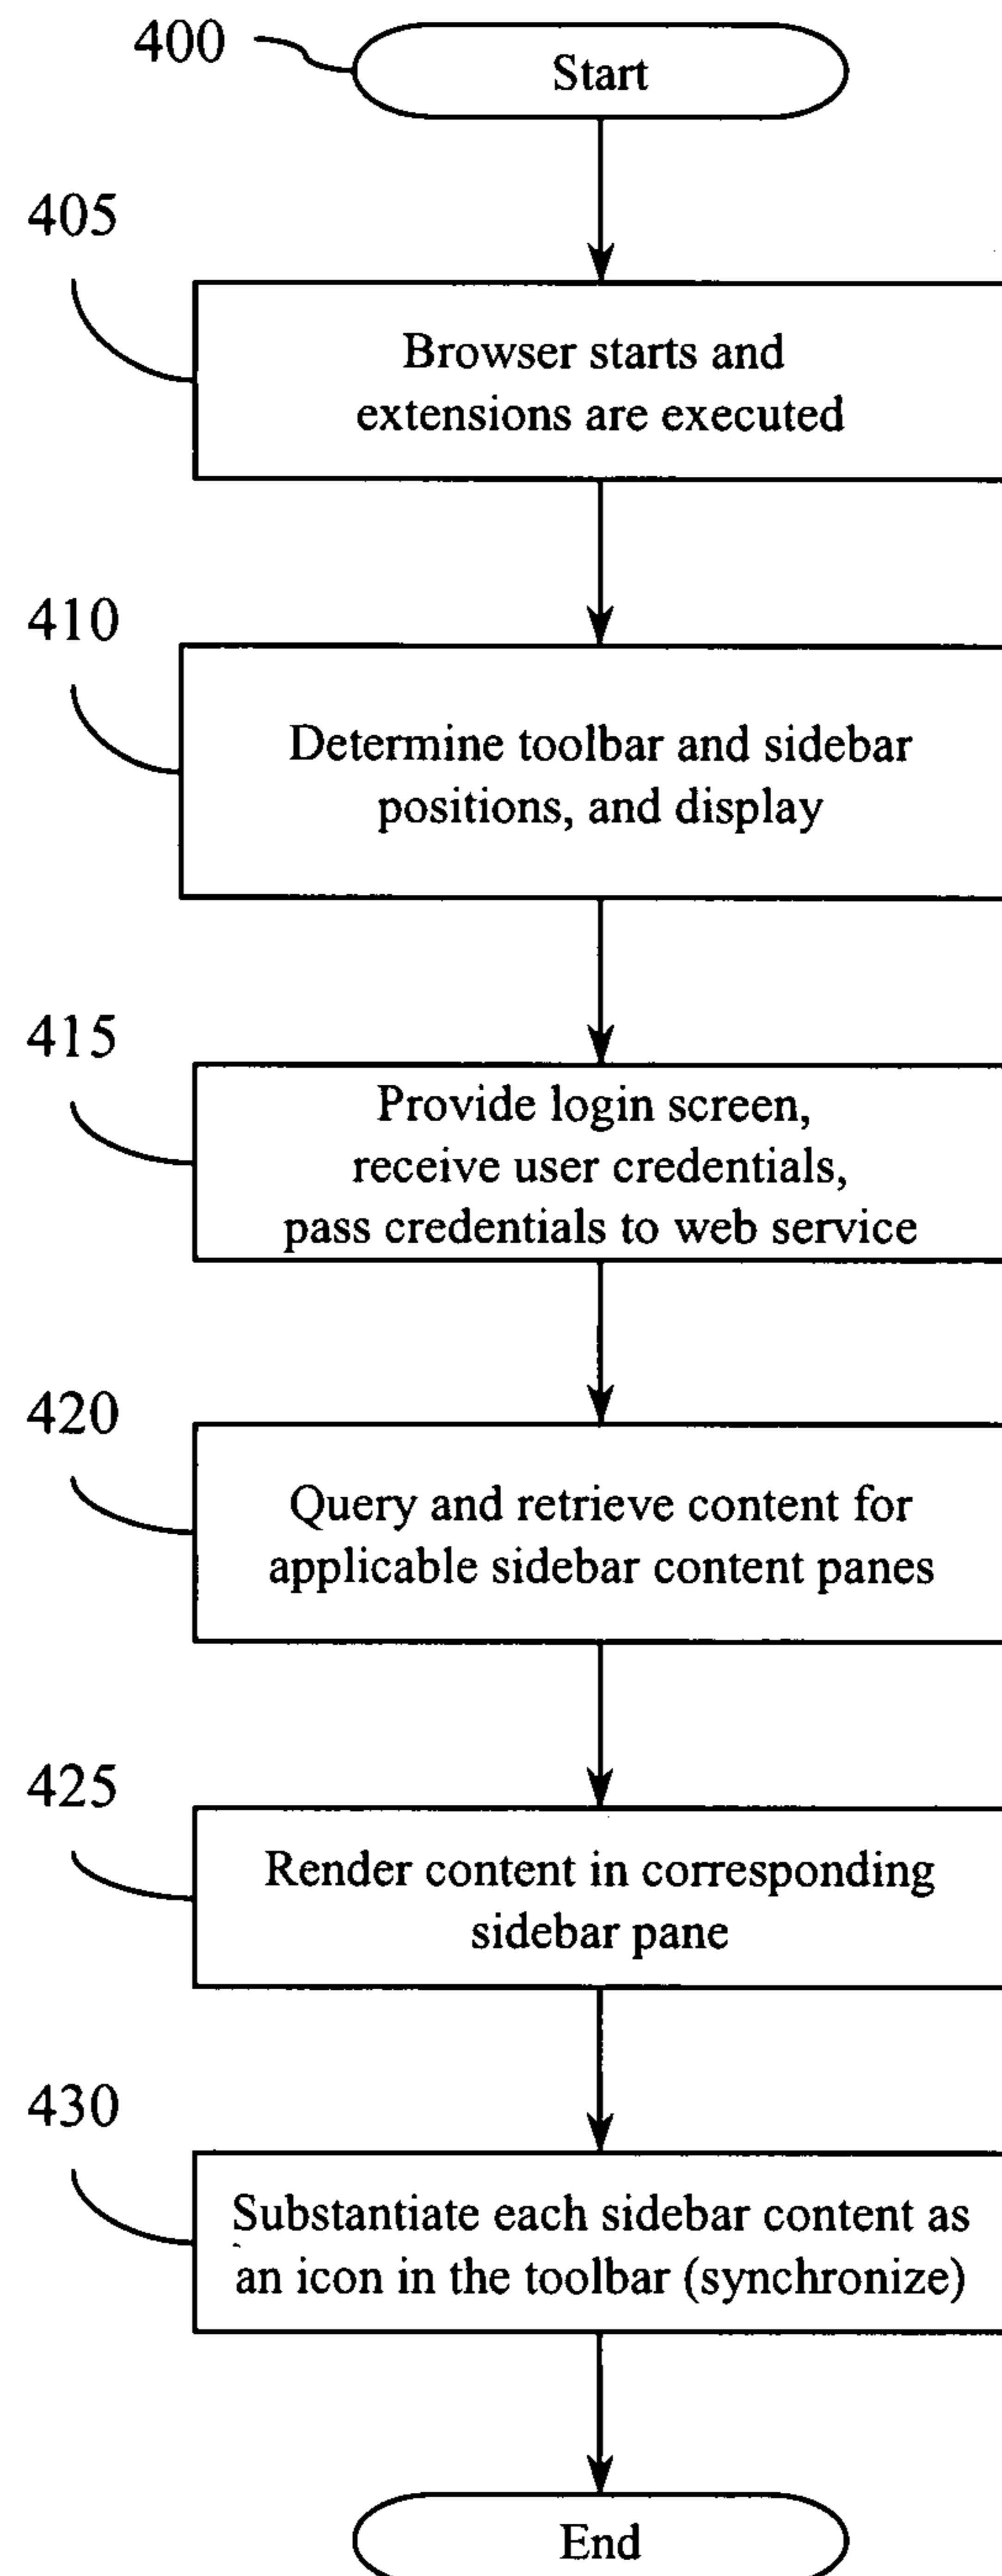 400
Start
405
Browser starts and
extensions are executed
410
Determine toolbar and sidebar
positions, and display
415
Provide login screen,
receive user credentials,
pass credentials to web service
420
Query and retrieve content for
applicable sidebar content panes
425
Render content in corresponding
sidebar pane
430
Substantiate each sidebar content as
an icon in the toolbar (synchronize)
End